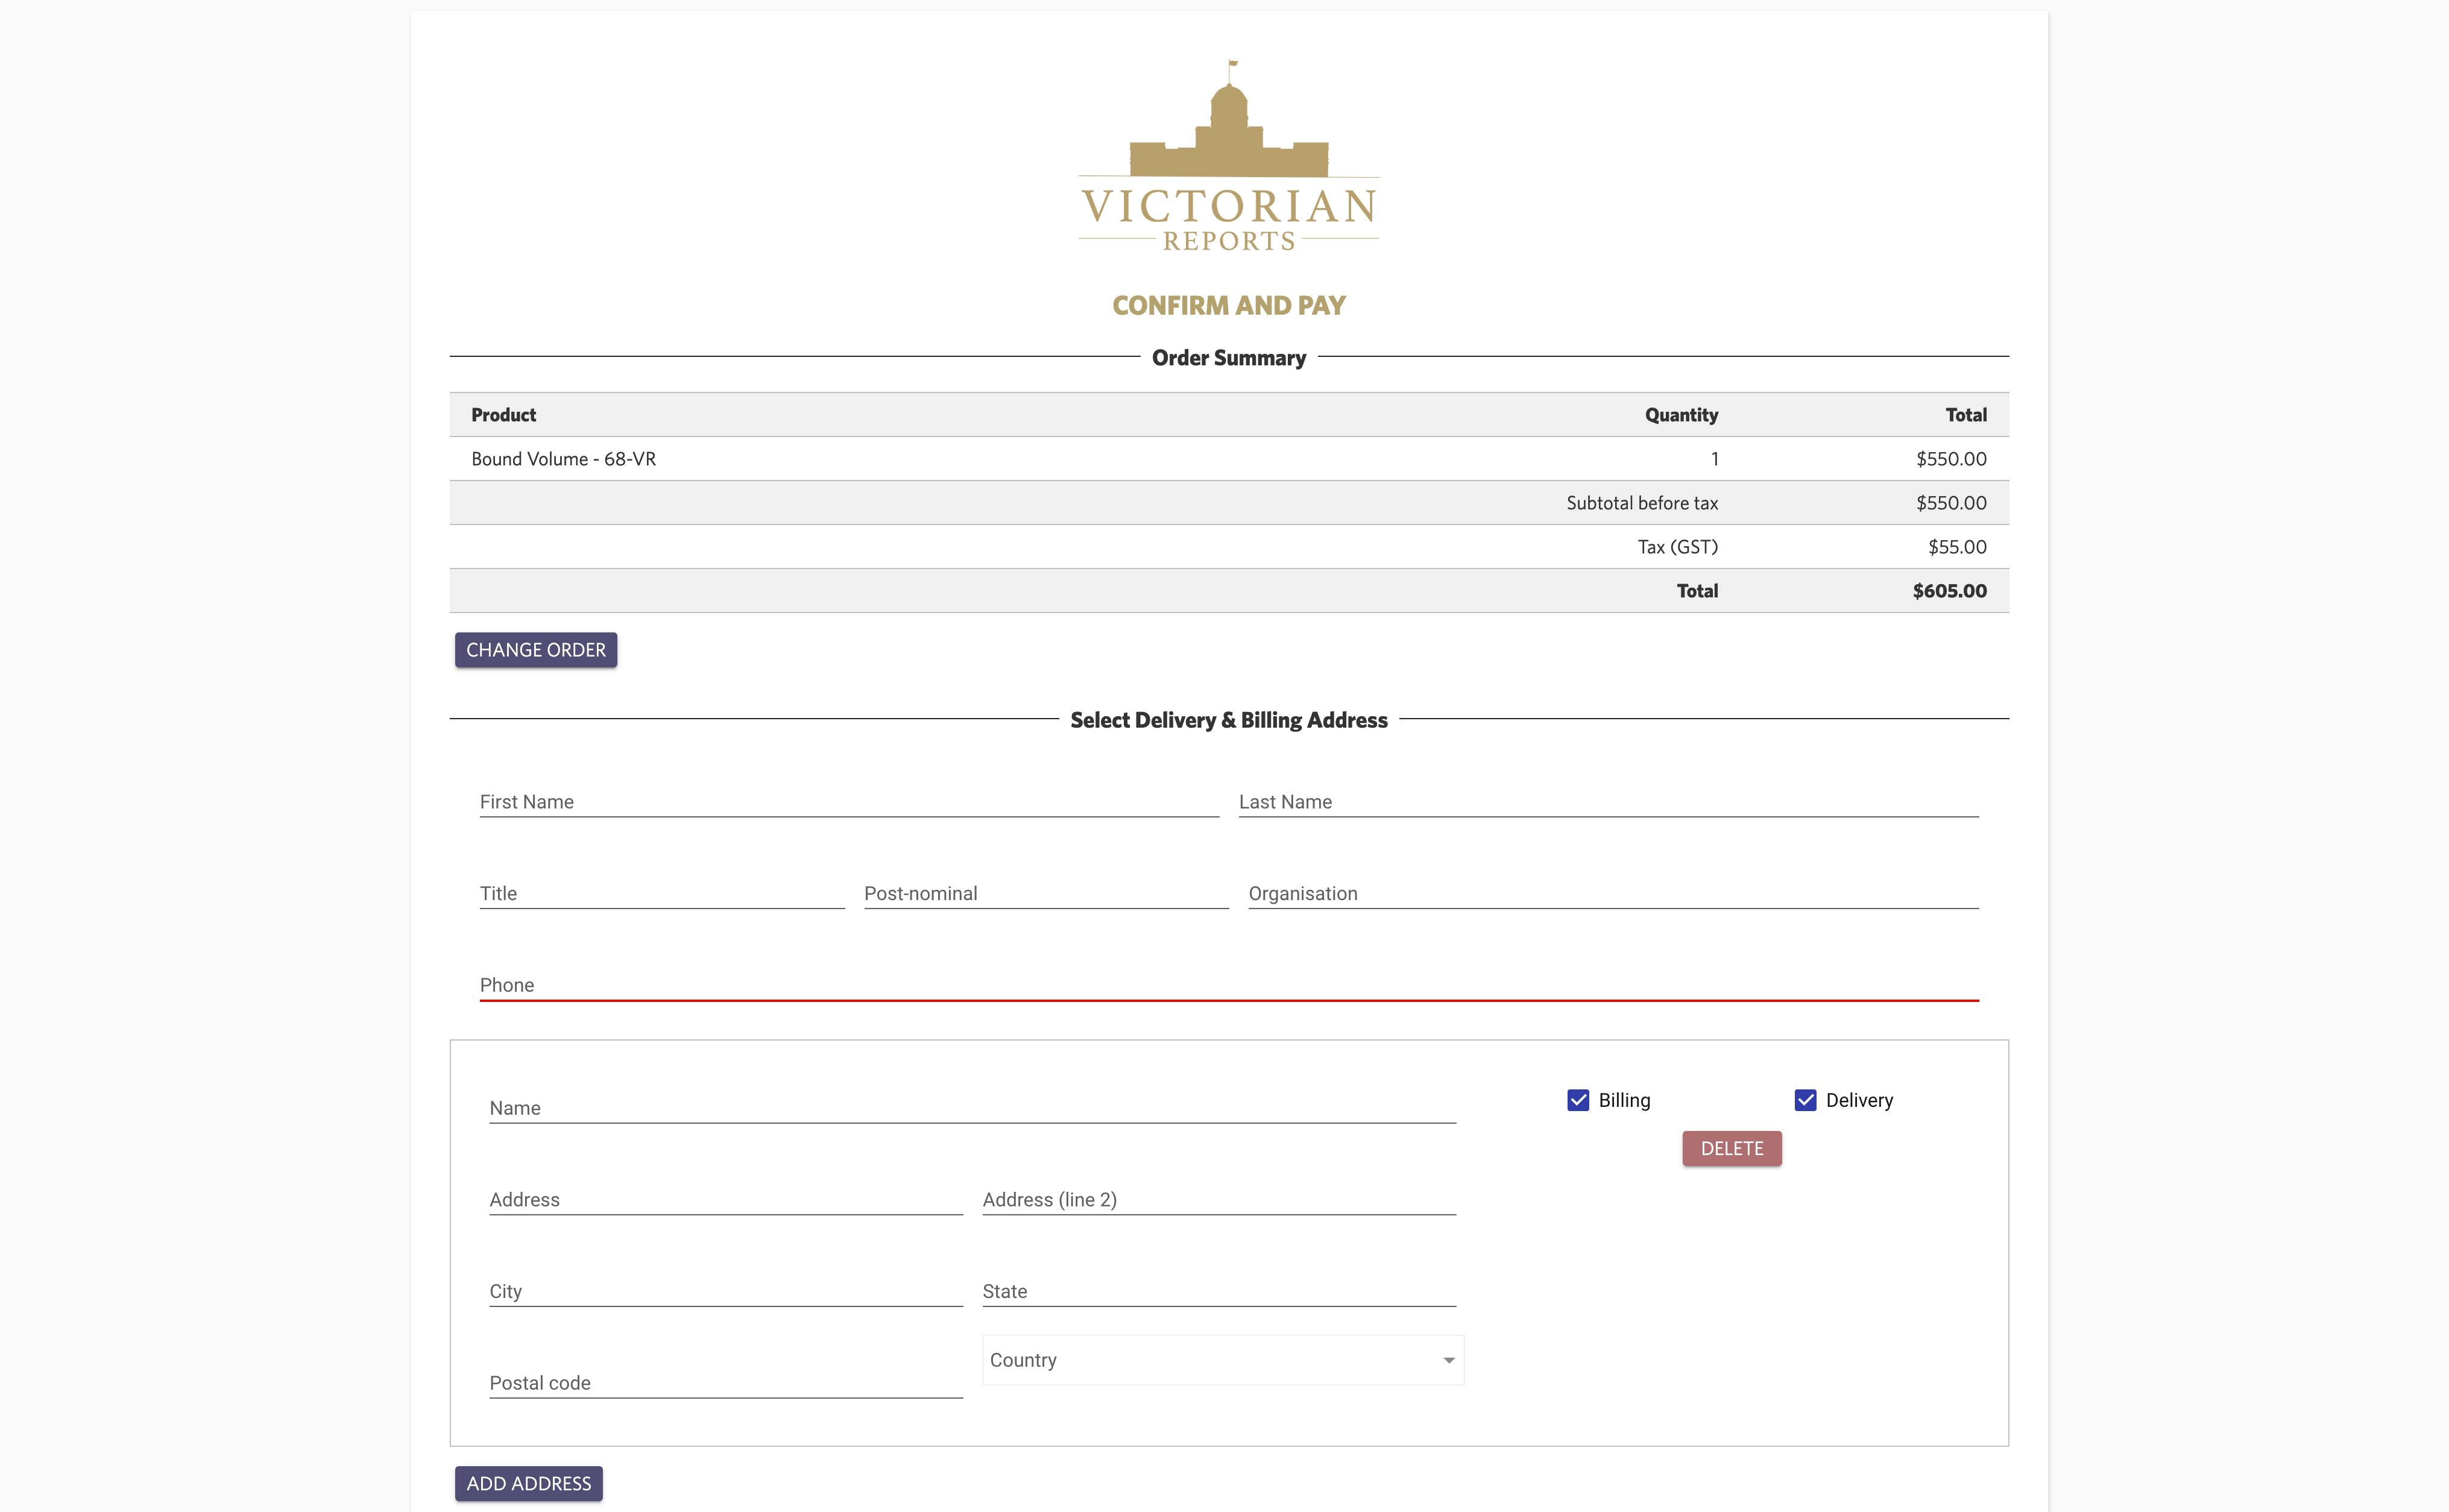 VICTORIAN
REPORTS
CONFIRM AND PAY
Order Summary
Product Quantity Total
Bound Volume - 68-VR 1 $550.00
Subtotal before tax $550.00
Tax (GST) $55.00
Total $605.00
CHANGE ORDER
Select Delivery & Billing Address
First Name Last Name
Title Post-nominal Organisation
Phone
Name Billing Delivery
DELETE
Address Address (line 2)
City State
Country
Postal code
ADD ADDRESS